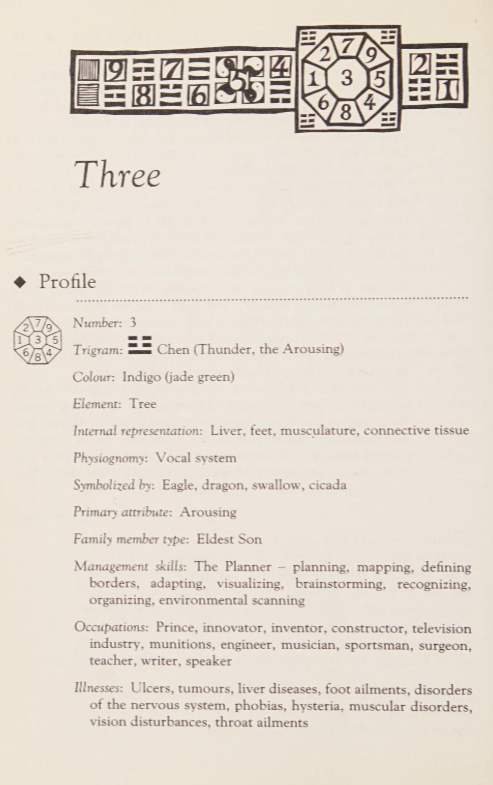 9 7 5 4 2 7 9 1 3 5 6 8 4 2
8 6 1
Three
◆ Profile
2 7 9
1 3 5
6 8 4
Number: 3
Trigram: ☳ Chen (Thunder, the Arousing)
Colour: Indigo (jade green)
Element: Tree
Internal representation: Liver, feet, musculature, connective tissue
Physiognomy: Vocal system
Symbolized by: Eagle, dragon, swallow, cicada
Primary attribute: Arousing
Family member type: Eldest Son
Management skills: The Planner – planning, mapping, defining
borders, adapting, visualizing, brainstorming, recognizing,
organizing, environmental scanning
Occupations: Prince, innovator, inventor, constructor, television
industry, munitions, engineer, musician, sportsman, surgeon,
teacher, writer, speaker
Illnesses: Ulcers, tumours, liver diseases, foot ailments, disorders
of the nervous system, phobias, hysteria, muscular disorders,
vision disturbances, throat ailments